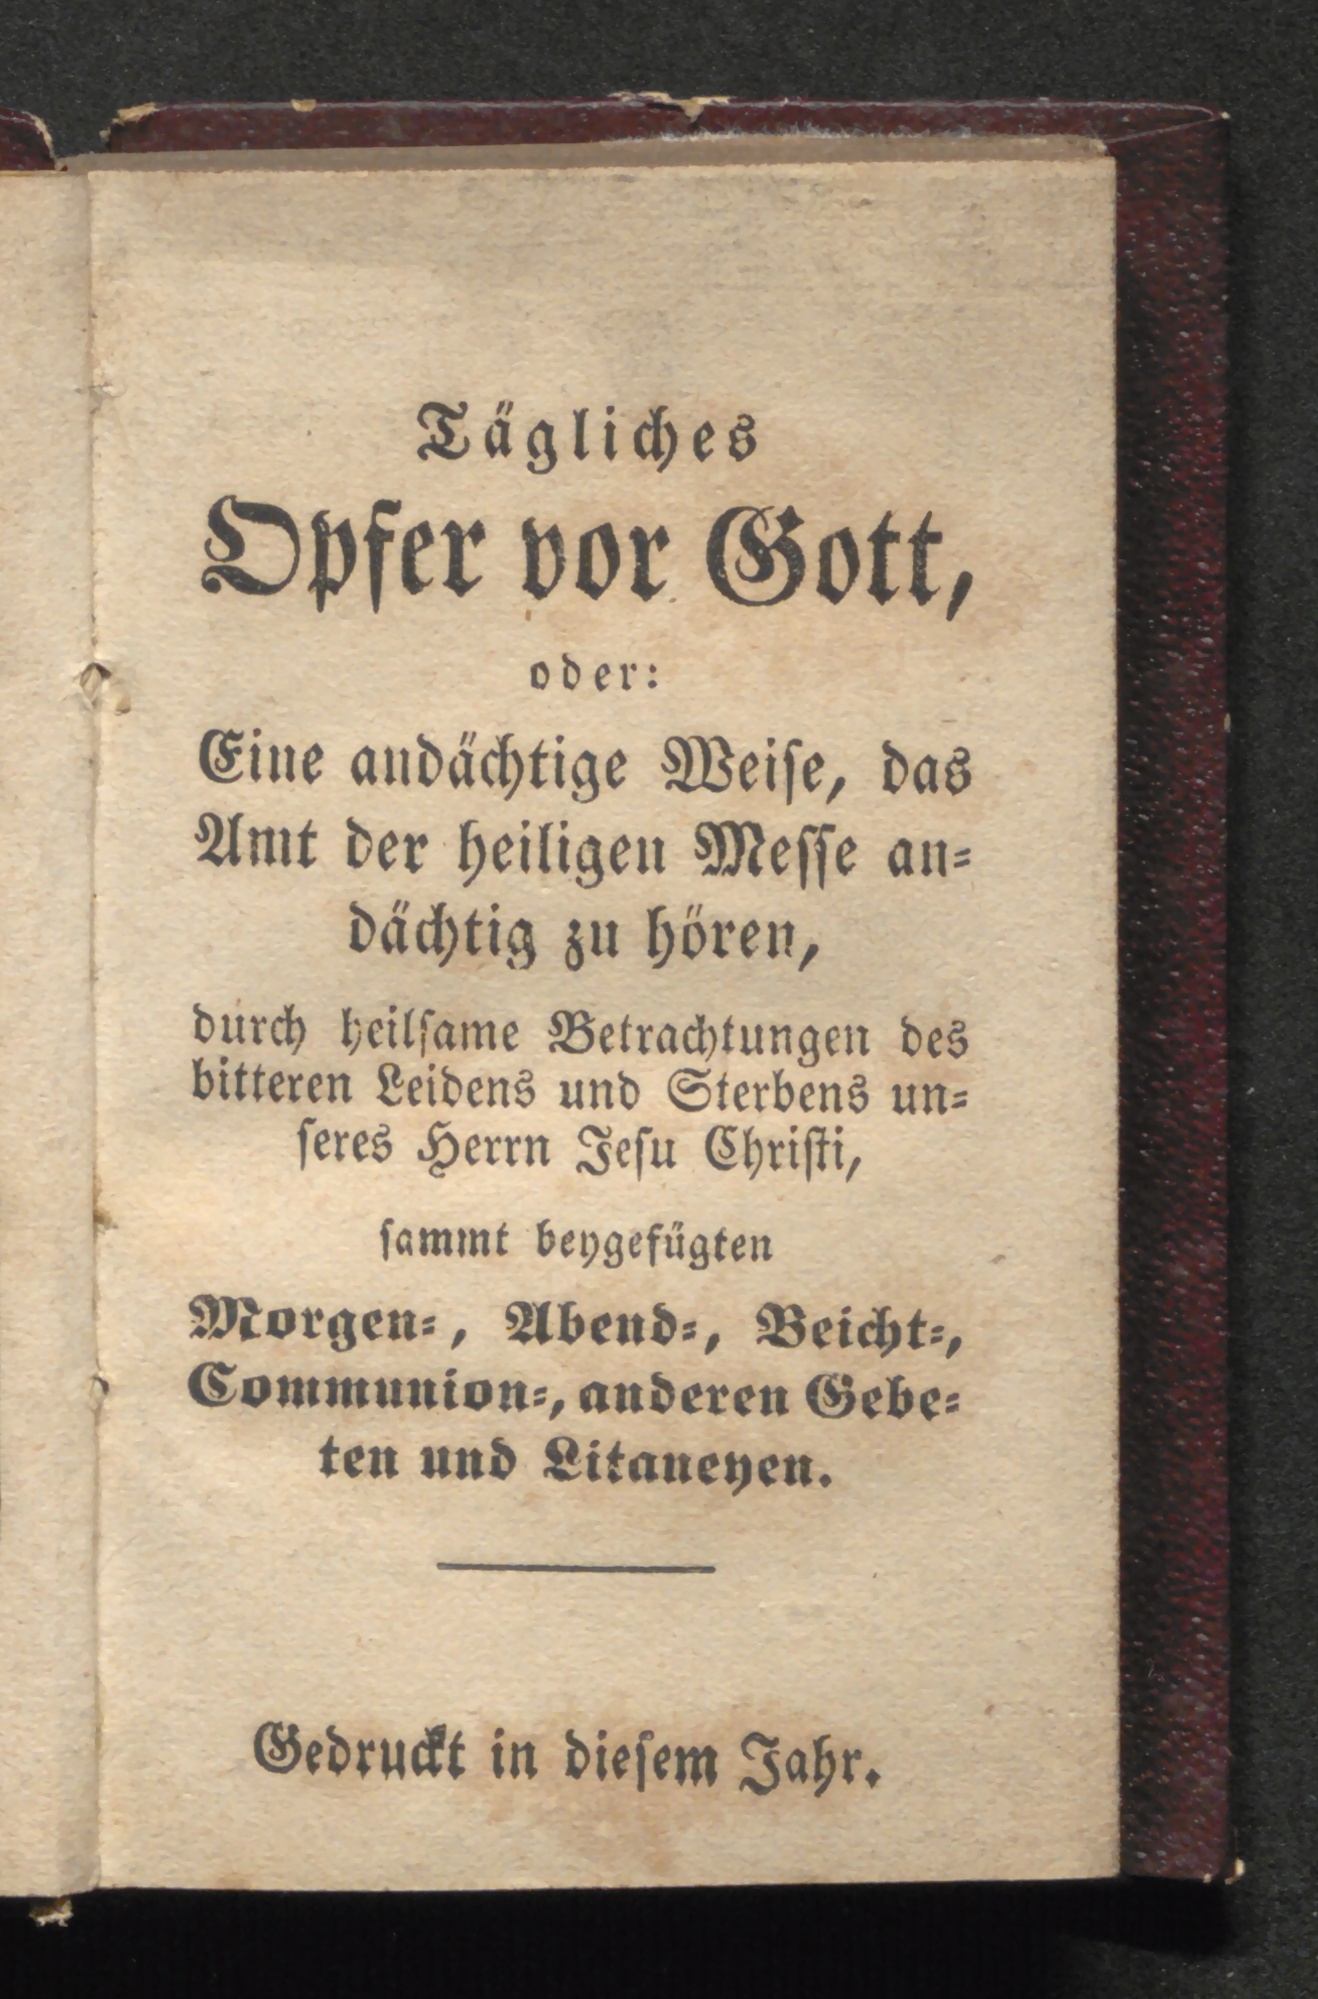 Tägliches
Opfer vor Gott,
oder:
Eine andächtige Weiſe, das
Amt der heiligen Meſſe an⸗
dächtig zu hören,
durch heilſame Betrachtungen des
bitteren Leidens und Sterbens un⸗
ſeres Herrn Jeſu Chriſti,
ſammt beygefügten
Morgen⸗, Abend⸗, Beicht⸗,
Communion⸗, anderen Gebe⸗
ten und Litaneyen.
Gedruckt in dieſem Jahr.